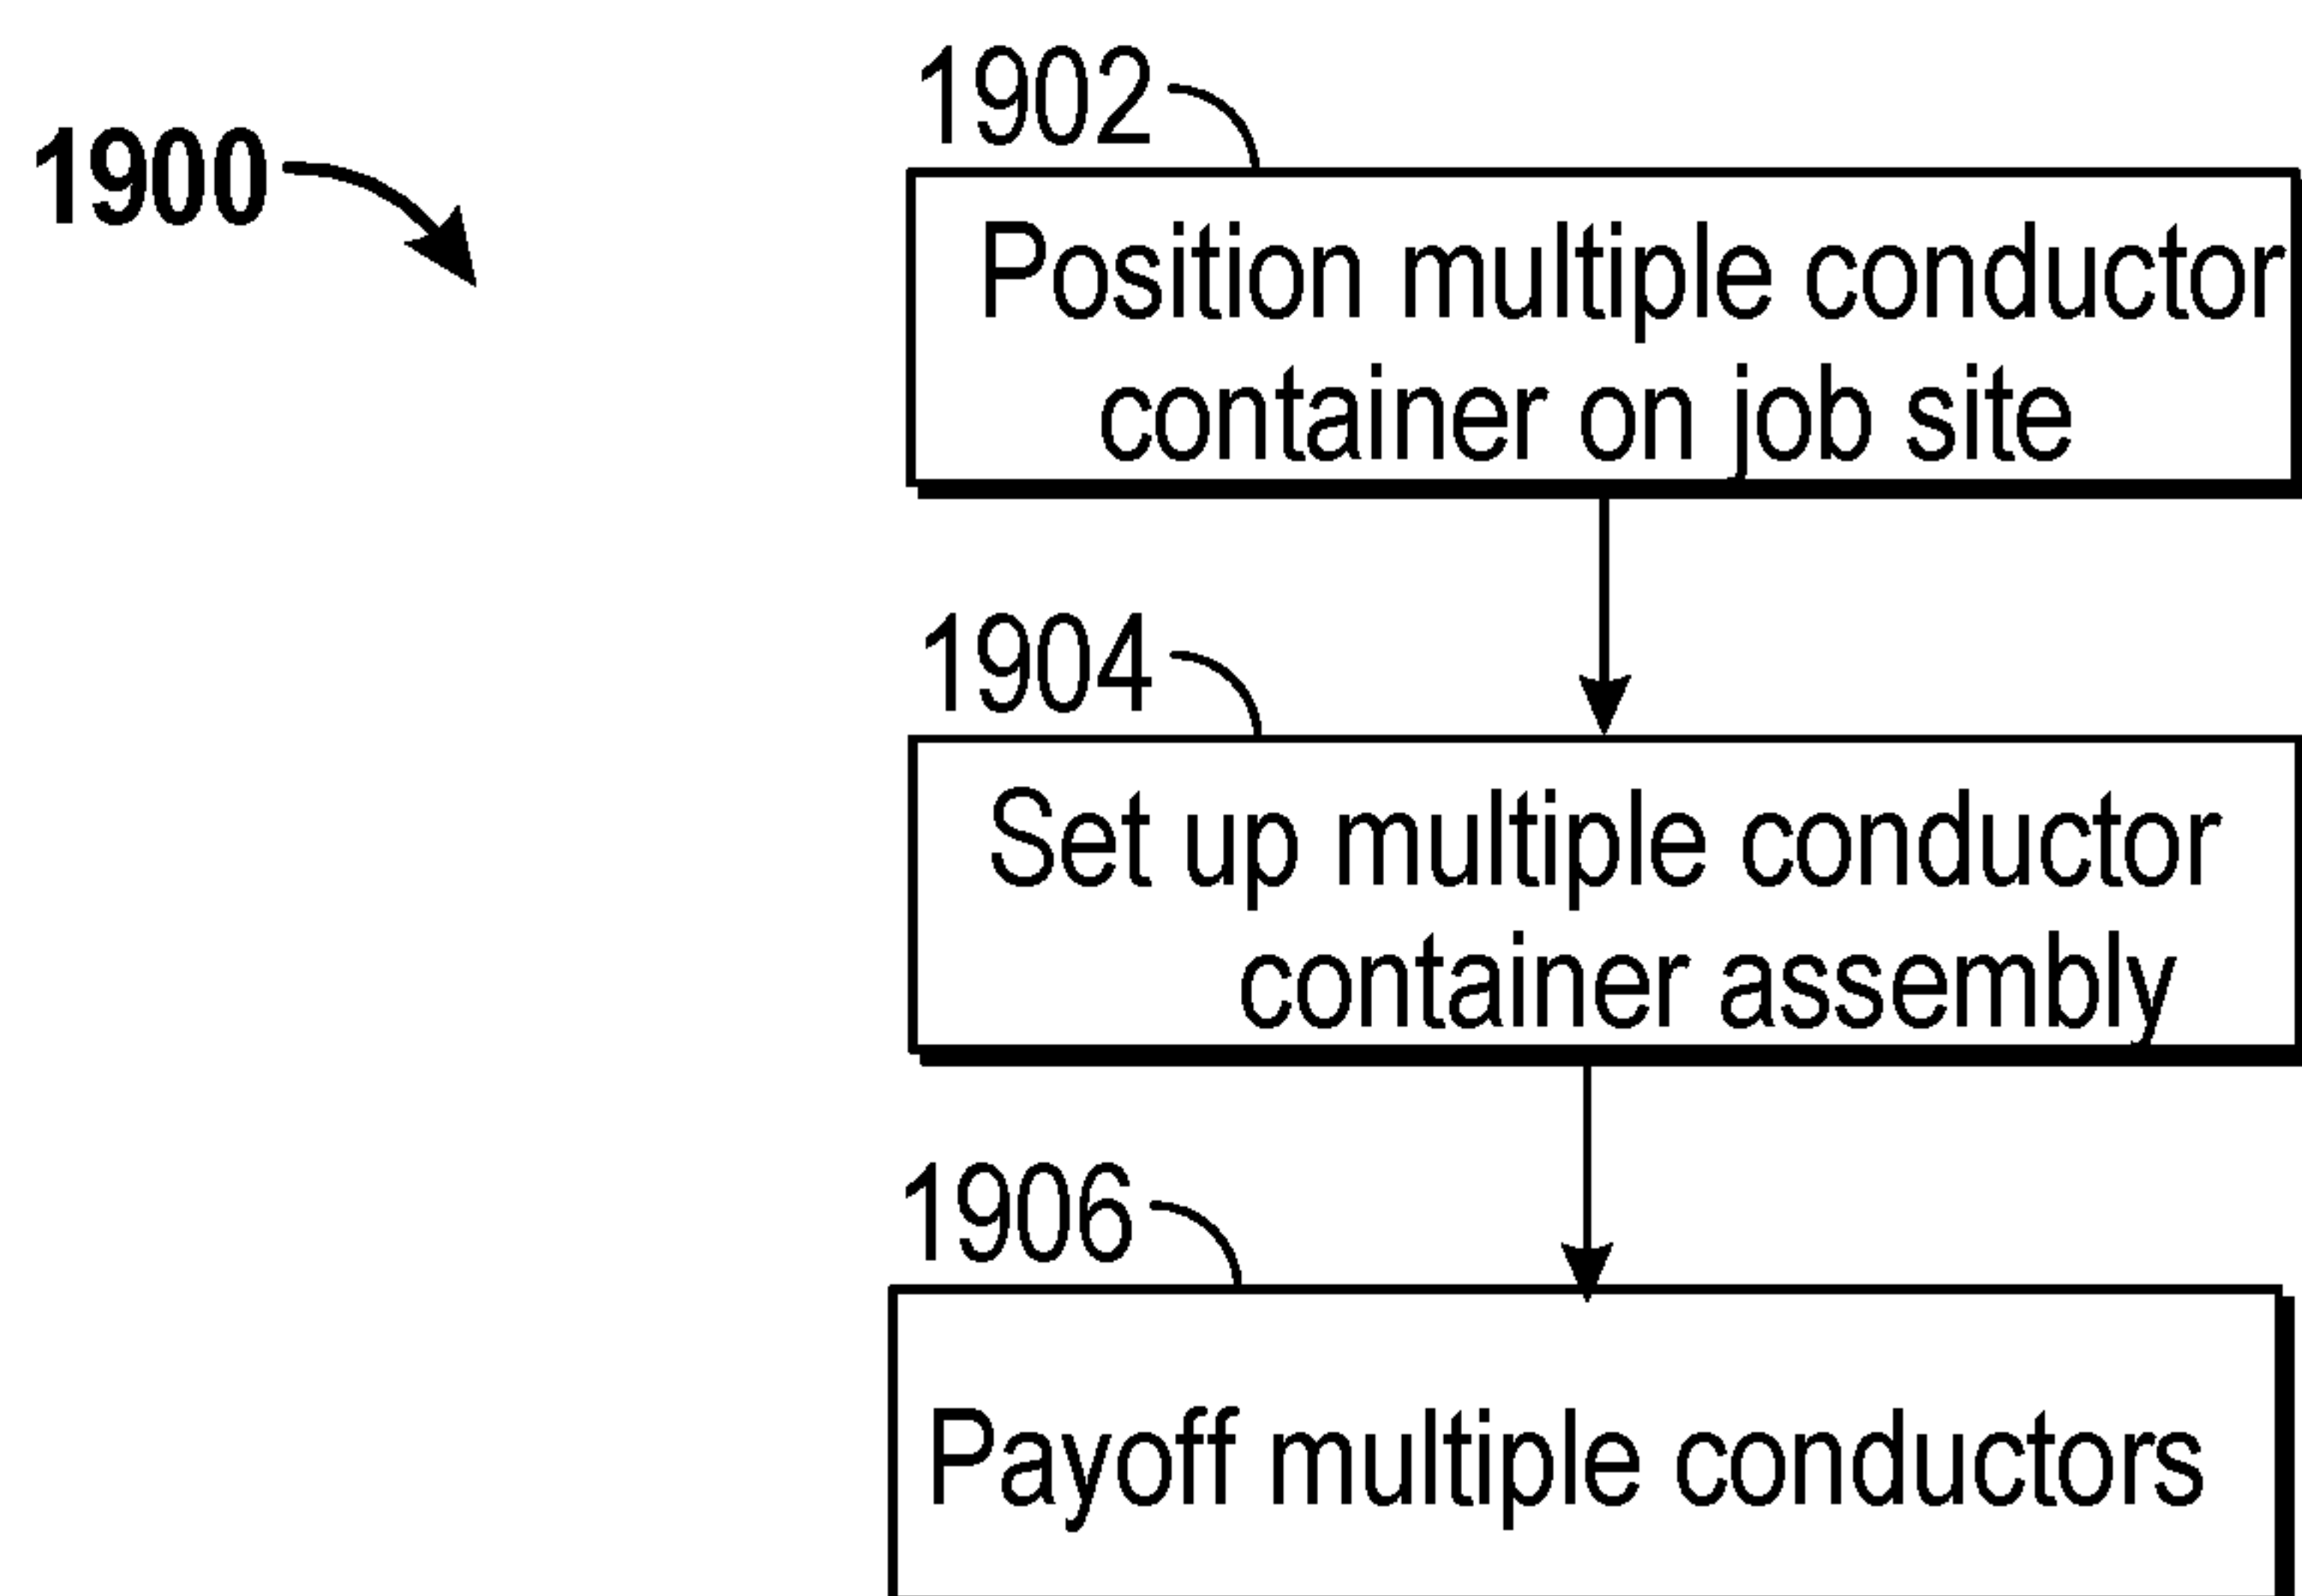 1900
1902
Position multiple conductor
container on job site
1904
Set up multiple conductor
container assembly
1906
Payoff multiple conductors